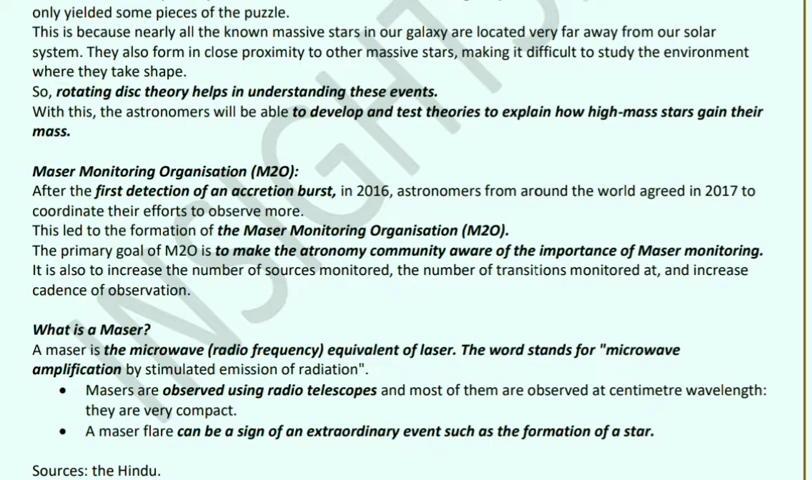 only yielded some pieces of the puzzle.
This is because nearly all the known massive stars in our galaxy are located very far away from our solar
system. They also form in close proximity to other massive stars, making it difficult to study the environment
where they take shape.
So, rotating disc theory helps in understanding these events.
With this, the astronomers will be able to develop and test theories to explain how high-mass stars gain their
mass.
Maser Monitoring Organisation (M2O):
After the first detection of an accretion burst, in 2016, astronomers from around the world agreed in 2017 to
coordinate their efforts to observe more.
This led to the formation of the Maser Monitoring Organisation (M2O).
The primary goal of M2O is to make the atronomy community aware of the importance of Maser monitoring.
It is also to increase the number of sources monitored, the number of transitions monitored at, and increase
cadence of observation.
What is a Maser?
A maser is the microwave (radio frequency) equivalent of laser. The word stands for "microwave
amplification by stimulated emission of radiation".
• Masers are observed using radio telescopes and most of them are observed at centimetre wavelength:
they are very compact.
• A maser flare can be a sign of an extraordinary event such as the formation of a star.
Sources: the Hindu.
INSIGHTS